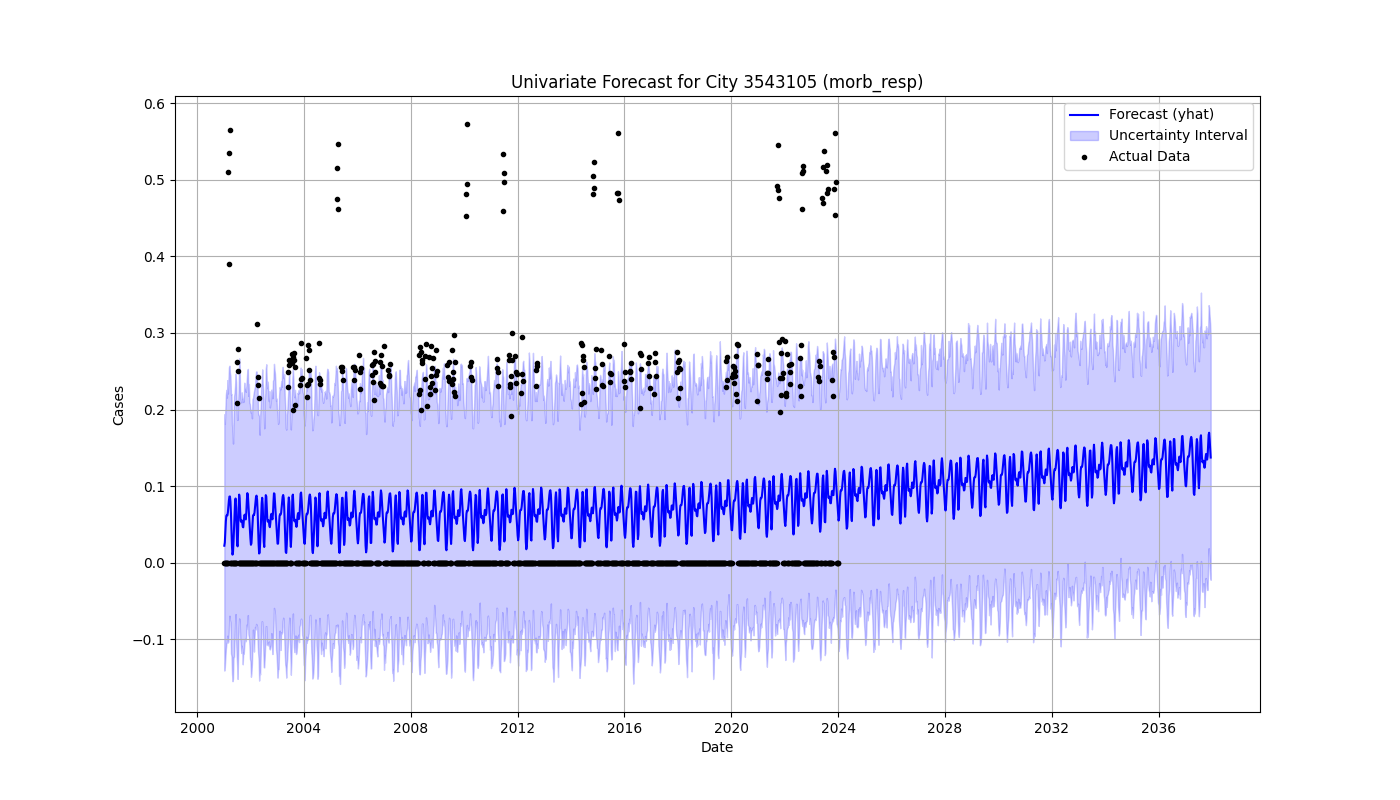 Univariate Forecast for City 3543105 (morb_resp)
Forecast (yhat)
Uncertainty Interval
Actual Data
Cases
0.6
0.5
0.4
0.3
0.2
0.1
0.0
−0.1
2000 2004 2008 2012 2016 2020 2024 2028 2032 2036
Date